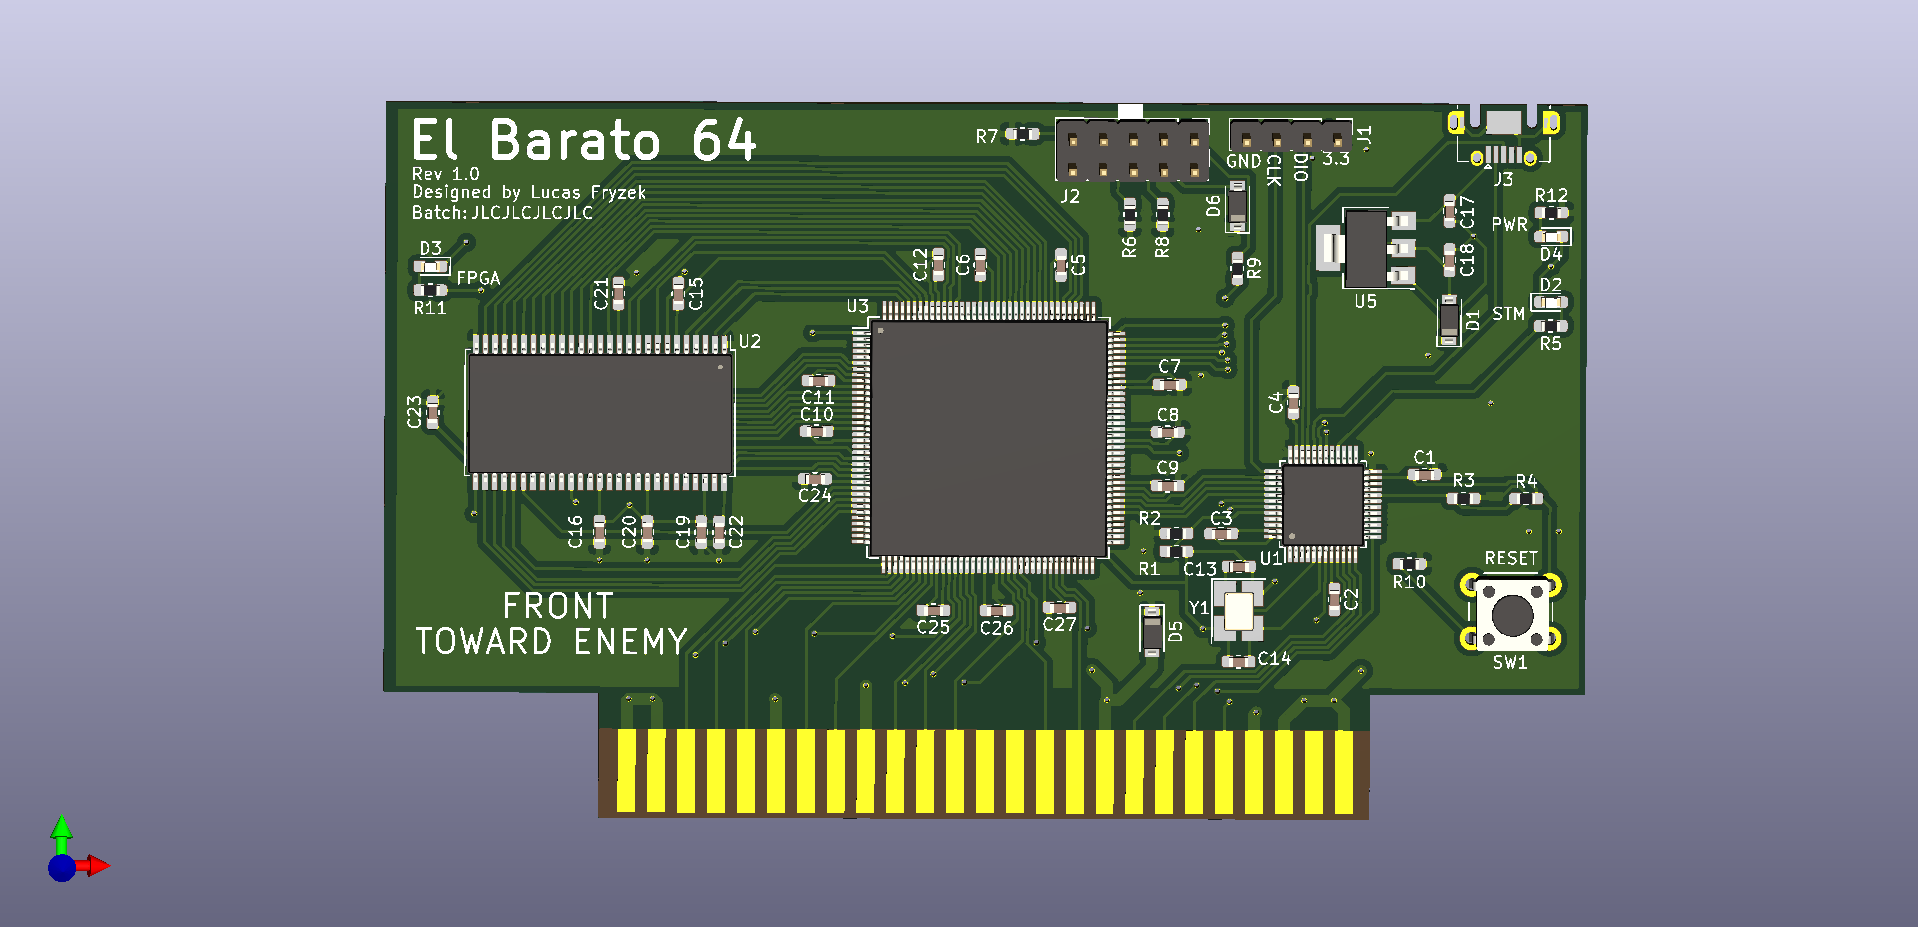 El Barato 64
Rev 1.0
Designed by Lucas Fryzek
Batch: JLCJLCJLCJLC
R7
J2
J1
GND
CLK
DIO
3.3
J3
R12
PWR
D4
D2
STM
R5
C17
C18
D1
U5
D6
R6
R8
R9
D3
FPGA
R11
C21
C15
C12
C6
C5
U3
U2
C23
C11
C10
C24
C7
C8
C9
C4
C1
R3
R4
R2
C3
R1
C13
U1
R10
RESET
SW1
C16
C20
C19
C22
Y1
C2
C14
D5
C25
C26
C27
FRONT
TOWARD ENEMY